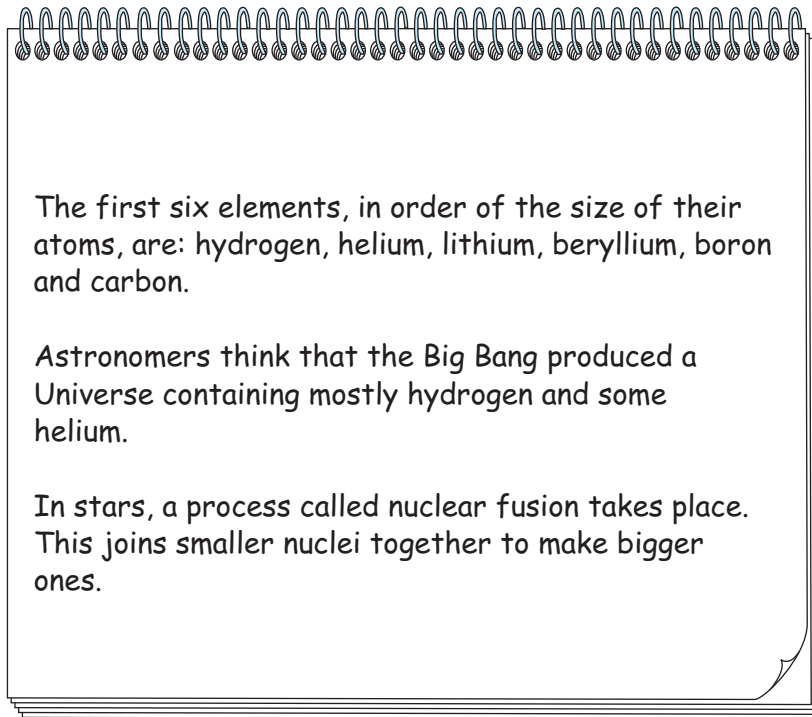 The first six elements, in order of the size of their
atoms, are: hydrogen, helium, lithium, beryllium, boron
and carbon.
Astronomers think that the Big Bang produced a
Universe containing mostly hydrogen and some
helium.
In stars, a process called nuclear fusion takes place.
This joins smaller nuclei together to make bigger
ones.